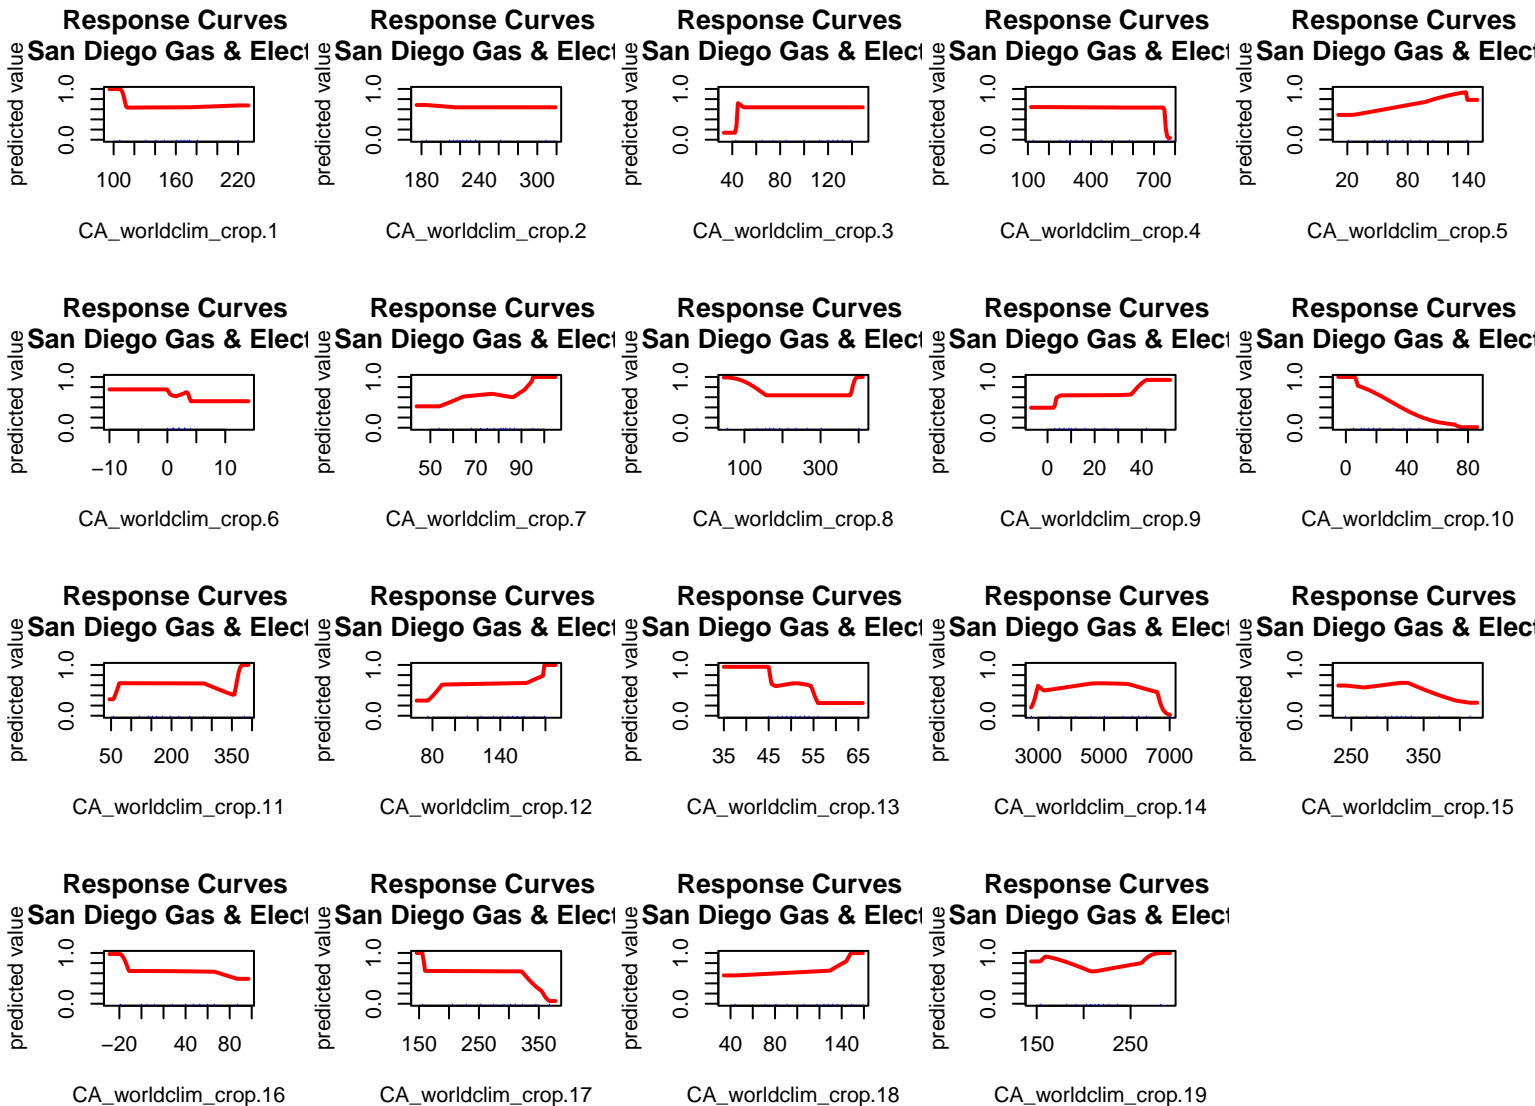 Response Curves
San Diego Gas & Elect
predicted value
0.0 1.0
100 160 220
CA_worldclim_crop.1
Response Curves
San Diego Gas & Elect
predicted value
0.0 1.0
180 240 300
CA_worldclim_crop.2
Response Curves
San Diego Gas & Elect
predicted value
0.0 1.0
40 80 120
CA_worldclim_crop.3
Response Curves
San Diego Gas & Elect
predicted value
0.0 1.0
100 400 700
CA_worldclim_crop.4
Response Curves
San Diego Gas & Elect
predicted value
0.0 1.0
20 80 140
CA_worldclim_crop.5
Response Curves
San Diego Gas & Elect
predicted value
0.0 1.0
−10 0 10
CA_worldclim_crop.6
Response Curves
San Diego Gas & Elect
predicted value
0.0 1.0
50 70 90
CA_worldclim_crop.7
Response Curves
San Diego Gas & Elect
predicted value
0.0 1.0
100 300
CA_worldclim_crop.8
Response Curves
San Diego Gas & Elect
predicted value
0.0 1.0
0 20 40
CA_worldclim_crop.9
Response Curves
San Diego Gas & Elect
predicted value
0.0 1.0
0 40 80
CA_worldclim_crop.10
Response Curves
San Diego Gas & Elect
predicted value
0.0 1.0
50 200 350
CA_worldclim_crop.11
Response Curves
San Diego Gas & Elect
predicted value
0.0 1.0
80 140
CA_worldclim_crop.12
Response Curves
San Diego Gas & Elect
predicted value
0.0 1.0
35 45 55 65
CA_worldclim_crop.13
Response Curves
San Diego Gas & Elect
predicted value
0.0 1.0
3000 5000 7000
CA_worldclim_crop.14
Response Curves
San Diego Gas & Elect
predicted value
0.0 1.0
250 350
CA_worldclim_crop.15
Response Curves
San Diego Gas & Elect
predicted value
0.0 1.0
−20 40 80
CA_worldclim_crop.16
Response Curves
San Diego Gas & Elect
predicted value
0.0 1.0
150 250 350
CA_worldclim_crop.17
Response Curves
San Diego Gas & Elect
predicted value
0.0 1.0
40 80 140
CA_worldclim_crop.18
Response Curves
San Diego Gas & Elect
predicted value
0.0 1.0
150 250
CA_worldclim_crop.19